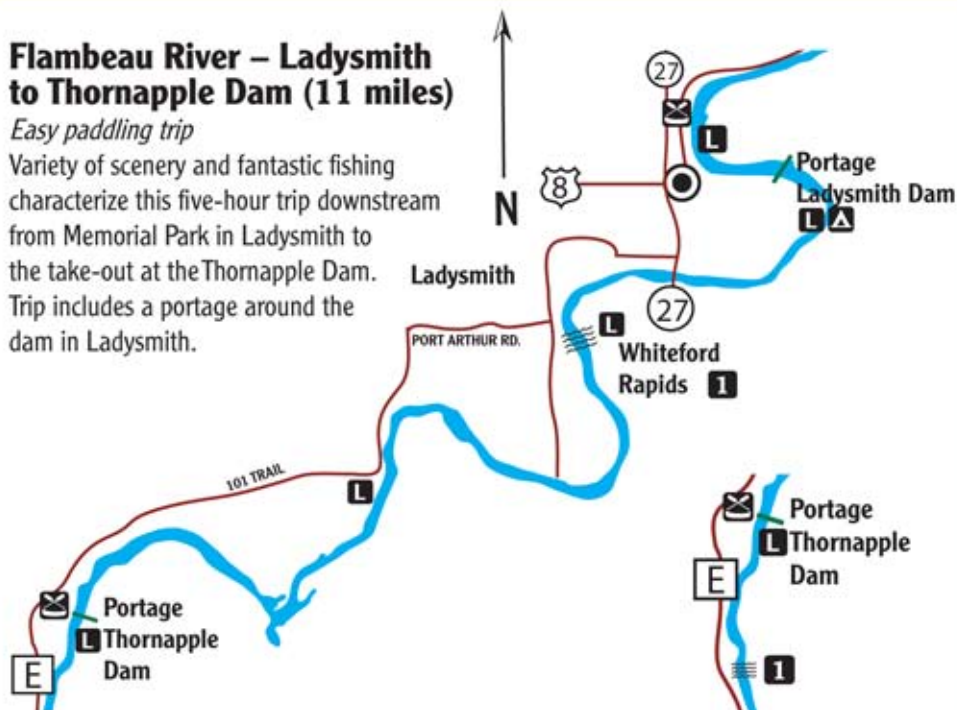 Flambeau River – Ladysmith
to Thornapple Dam (11 miles)
Easy paddling trip
Variety of scenery and fantastic fishing
characterize this five-hour trip downstream
from Memorial Park in Ladysmith to
the take-out at the Thornapple Dam.
Trip includes a portage around the
dam in Ladysmith.
N
27
L
8
Portage
Ladysmith Dam
L
Ladysmith
27
PORT ARTHUR RD.
L
Whiteford
Rapids 1
101 TRAIL
L
Portage
L Thornapple
Dam
E
Portage
L Thornapple
Dam
E
1